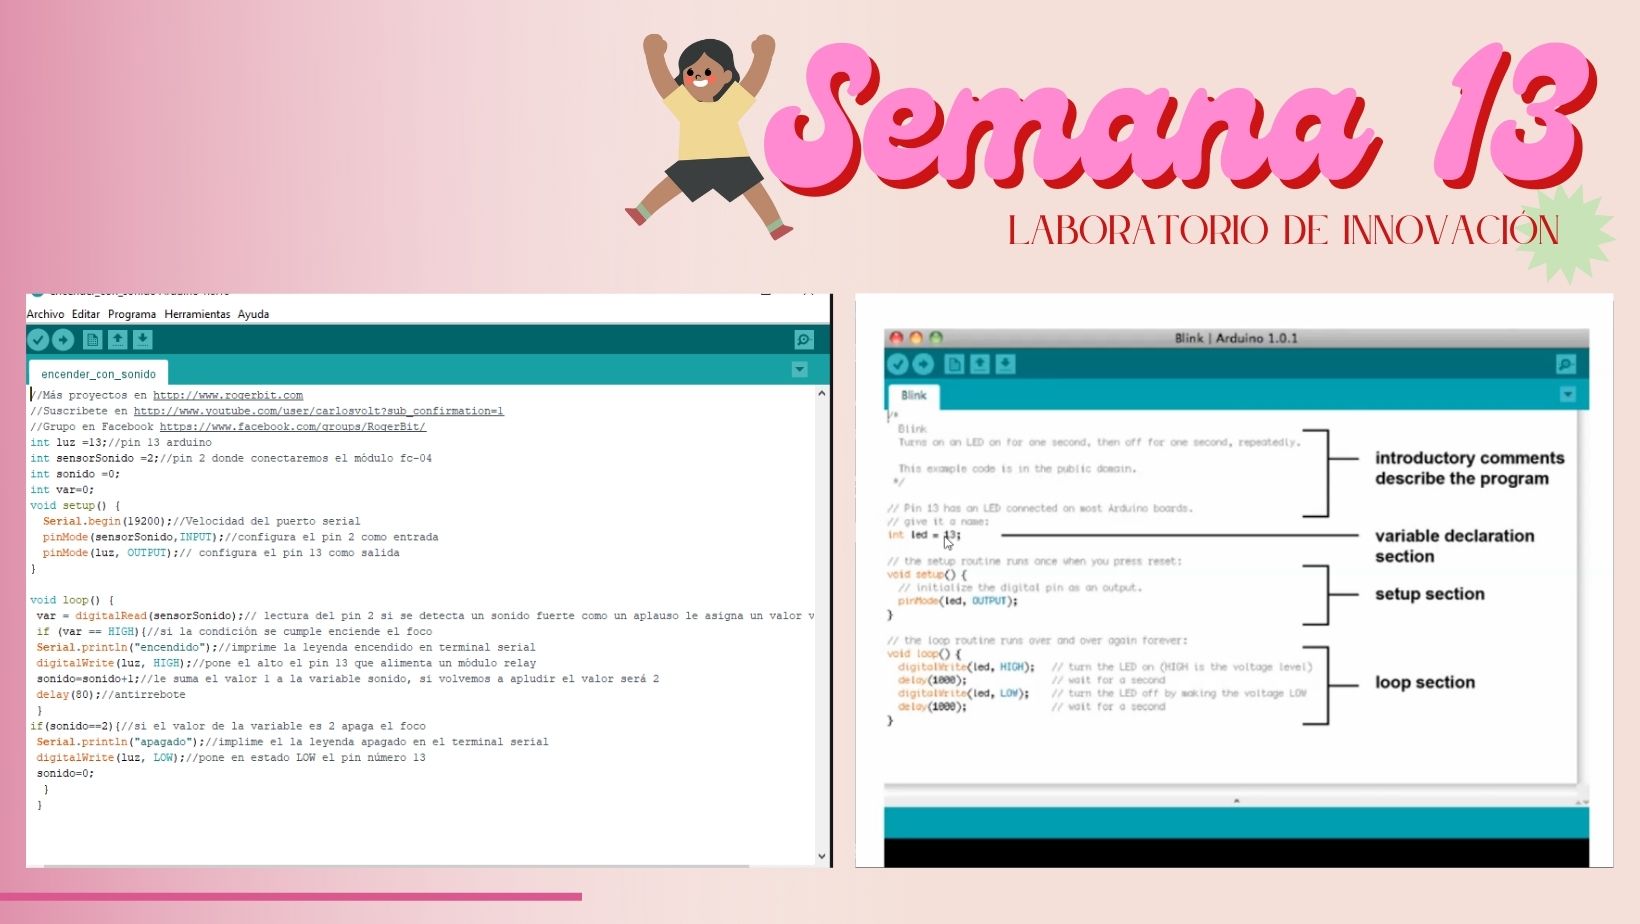 Semana 13
LABORATORIO DE INNOVACIÓN
Archivo Editar Programa Herramientas Ayuda
encender_con_sonido
//Más proyectos en http://www.rogerbit.com
//Suscribete en http://www.youtube.com/user/carlosvolt?sub_confirmation=1
//Grupo en Facebook https://www.facebook.com/groups/RogerBit/
int luz =13;//pin 13 arduino
int sensorSonido =2;//pin 2 donde conectaremos el módulo fc-04
int sonido =0;
int var=0;
void setup() {
Serial.begin(19200);//Velocidad del puerto serial
pinMode(sensorSonido,INPUT);//configura el pin 2 como entrada
pinMode(luz, OUTPUT);// configura el pin 13 como salida
}
void loop() {
var = digitalRead(sensorSonido);// lectura del pin 2 si se detecta un sonido fuerte como un aplauso le asigna un valor v
if (var == HIGH){//si la condición se cumple enciende el foco
Serial.println("encendido");//imprime la leyenda encendido en terminal serial
digitalWrite(luz, HIGH);//pone el alto el pin 13 que alimenta un módulo relay
sonido=sonido+1;//le suma el valor 1 a la variable sonido, si volvemos a apludir el valor será 2
delay(80);//antirrebote
}
if(sonido==2){//si el valor de la variable es 2 apaga el foco
Serial.println("apagado");//implime el la leyenda apagado en el terminal serial
digitalWrite(luz, LOW);//pone en estado LOW el pin número 13
sonido=0;
}
}
Blink | Arduino 1.0.1
Blink
/*
Blink
Turns on an LED on for one second, then off for one second, repeatedly.
This example code is in the public domain.
*/
// Pin 13 has an LED connected on most Arduino boards.
// give it a name:
int led = 13;
// the setup routine runs once when you press reset:
void setup() {
// initialize the digital pin as an output.
pinMode(led, OUTPUT);
}
// the loop routine runs over and over again forever:
void loop() {
digitalWrite(led, HIGH); // turn the LED on (HIGH is the voltage level)
delay(1000); // wait for a second
digitalWrite(led, LOW); // turn the LED off by making the voltage LOW
delay(1000); // wait for a second
}
introductory comments
describe the program
variable declaration
section
setup section
loop section